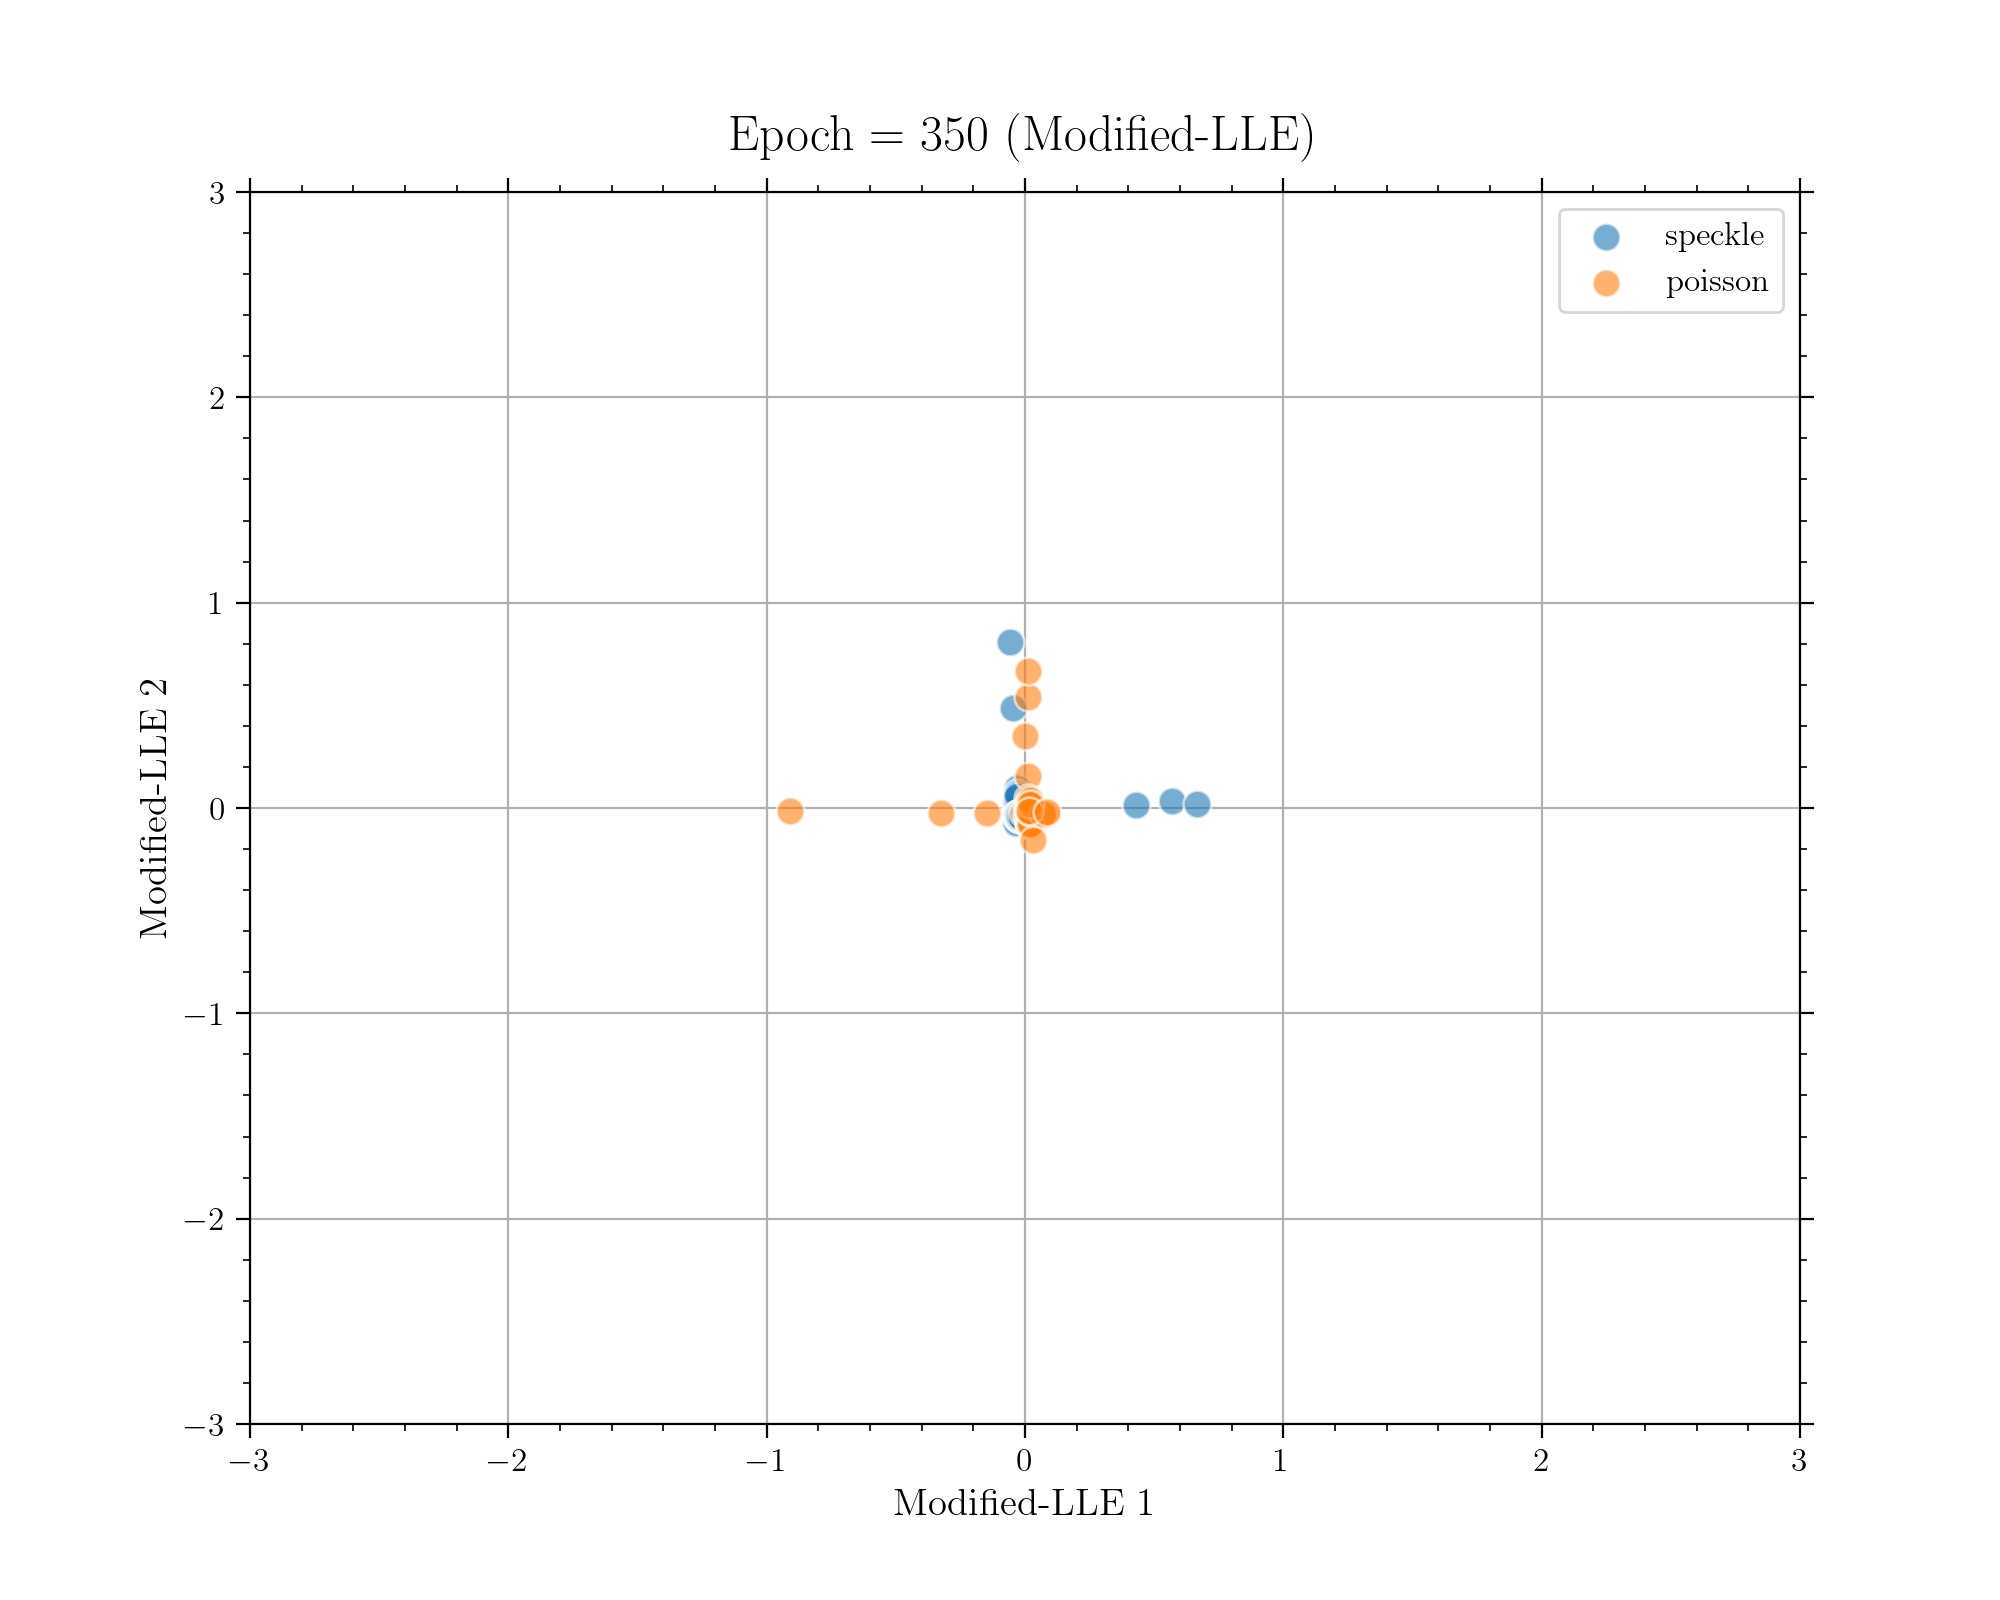 Epoch = 350 (Modified-LLE)
speckle
poisson
3
2
1
0
−1
−2
−3
Modified-LLE 2
−3 −2 −1 0 1 2 3
Modified-LLE 1